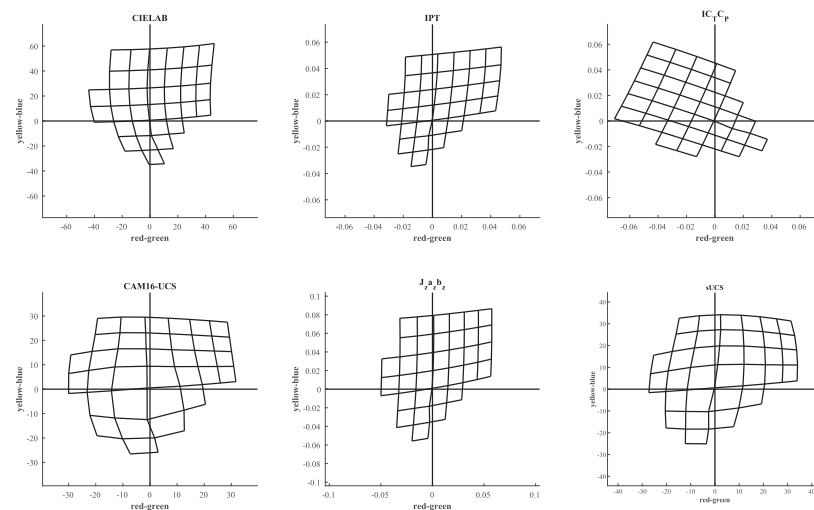 CIELAB
60
40
20
0
-20
-40
-60
-60 -40 -20 0 20 40 60
yellow-blue
red-green
IPT
0.06
0.04
0.02
0
-0.02
-0.04
-0.06
-0.06 -0.04 -0.02 0 0.02 0.04 0.06
yellow-blue
red-green
IC_TC_P
0.06
0.04
0.02
0
-0.02
-0.04
-0.06
-0.06 -0.04 -0.02 0 0.02 0.04 0.06
yellow-blue
red-green
CAM16-UCS
30
20
10
0
-10
-20
-30
-30 -20 -10 0 10 20 30
yellow-blue
red-green
J_za_zb_z
0.1
0.08
0.06
0.04
0.02
0
-0.02
-0.04
-0.06
-0.08
-0.1
-0.1 -0.05 0 0.05 0.1
yellow-blue
red-green
sUCS
40
30
20
10
0
-10
-20
-30
-40
-40 -30 -20 -10 0 10 20 30 40
yellow-blue
red-green